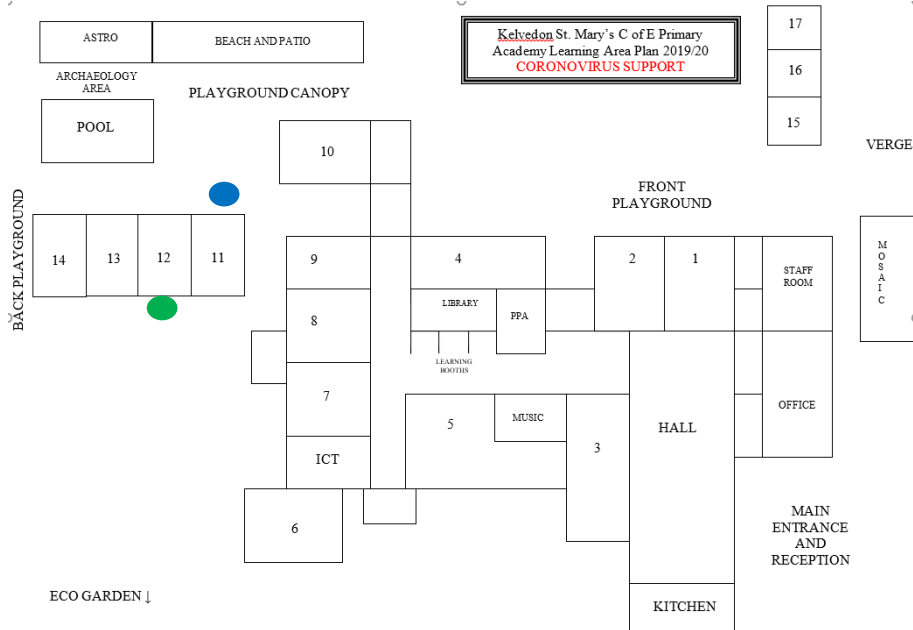 Kelvedon St. Mary's C of E Primary
Academy Learning Area Plan 2019/20
CORONOVIRUS SUPPORT
ASTRO
BEACH AND PATIO
ARCHAEOLOGY
AREA
PLAYGROUND CANOPY
POOL
17
16
15
VERGE
10
FRONT
PLAYGROUND
BACK PLAYGROUND
14
13
12
11
9
4
2
1
STAFF
ROOM
MOSAIC
LIBRARY
PPA
8
LEARNING
BOOTHS
7
5
MUSIC
3
HALL
OFFICE
ICT
6
MAIN
ENTRANCE
AND
RECEPTION
ECO GARDEN ↓
KITCHEN